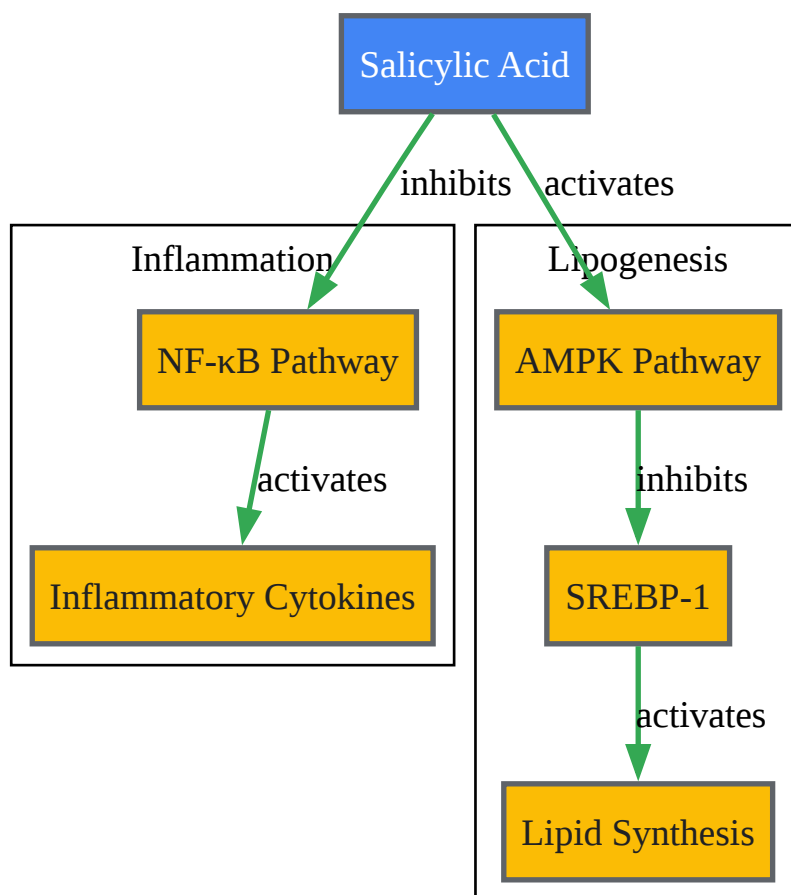 Salicylic Acid
inhibits
activates
Inflammation
Lipogenesis
NF-κB Pathway
AMPK Pathway
activates
inhibits
Inflammatory Cytokines
SREBP-1
activates
Lipid Synthesis